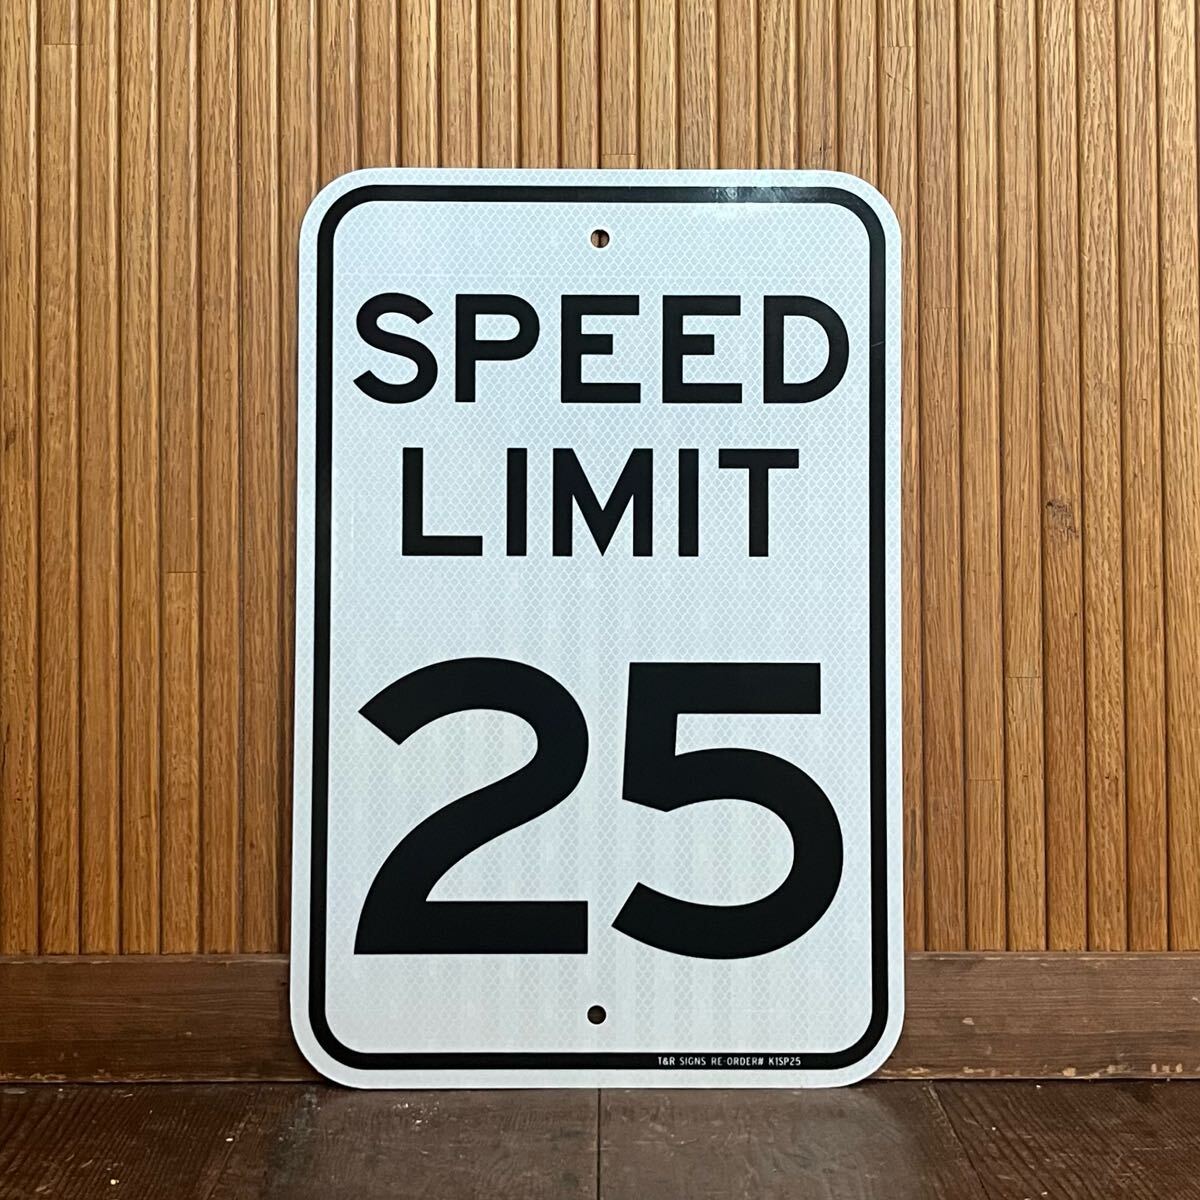 SPEED
LIMIT
25
T&R SIGNS RE-ORDER# K1SP25